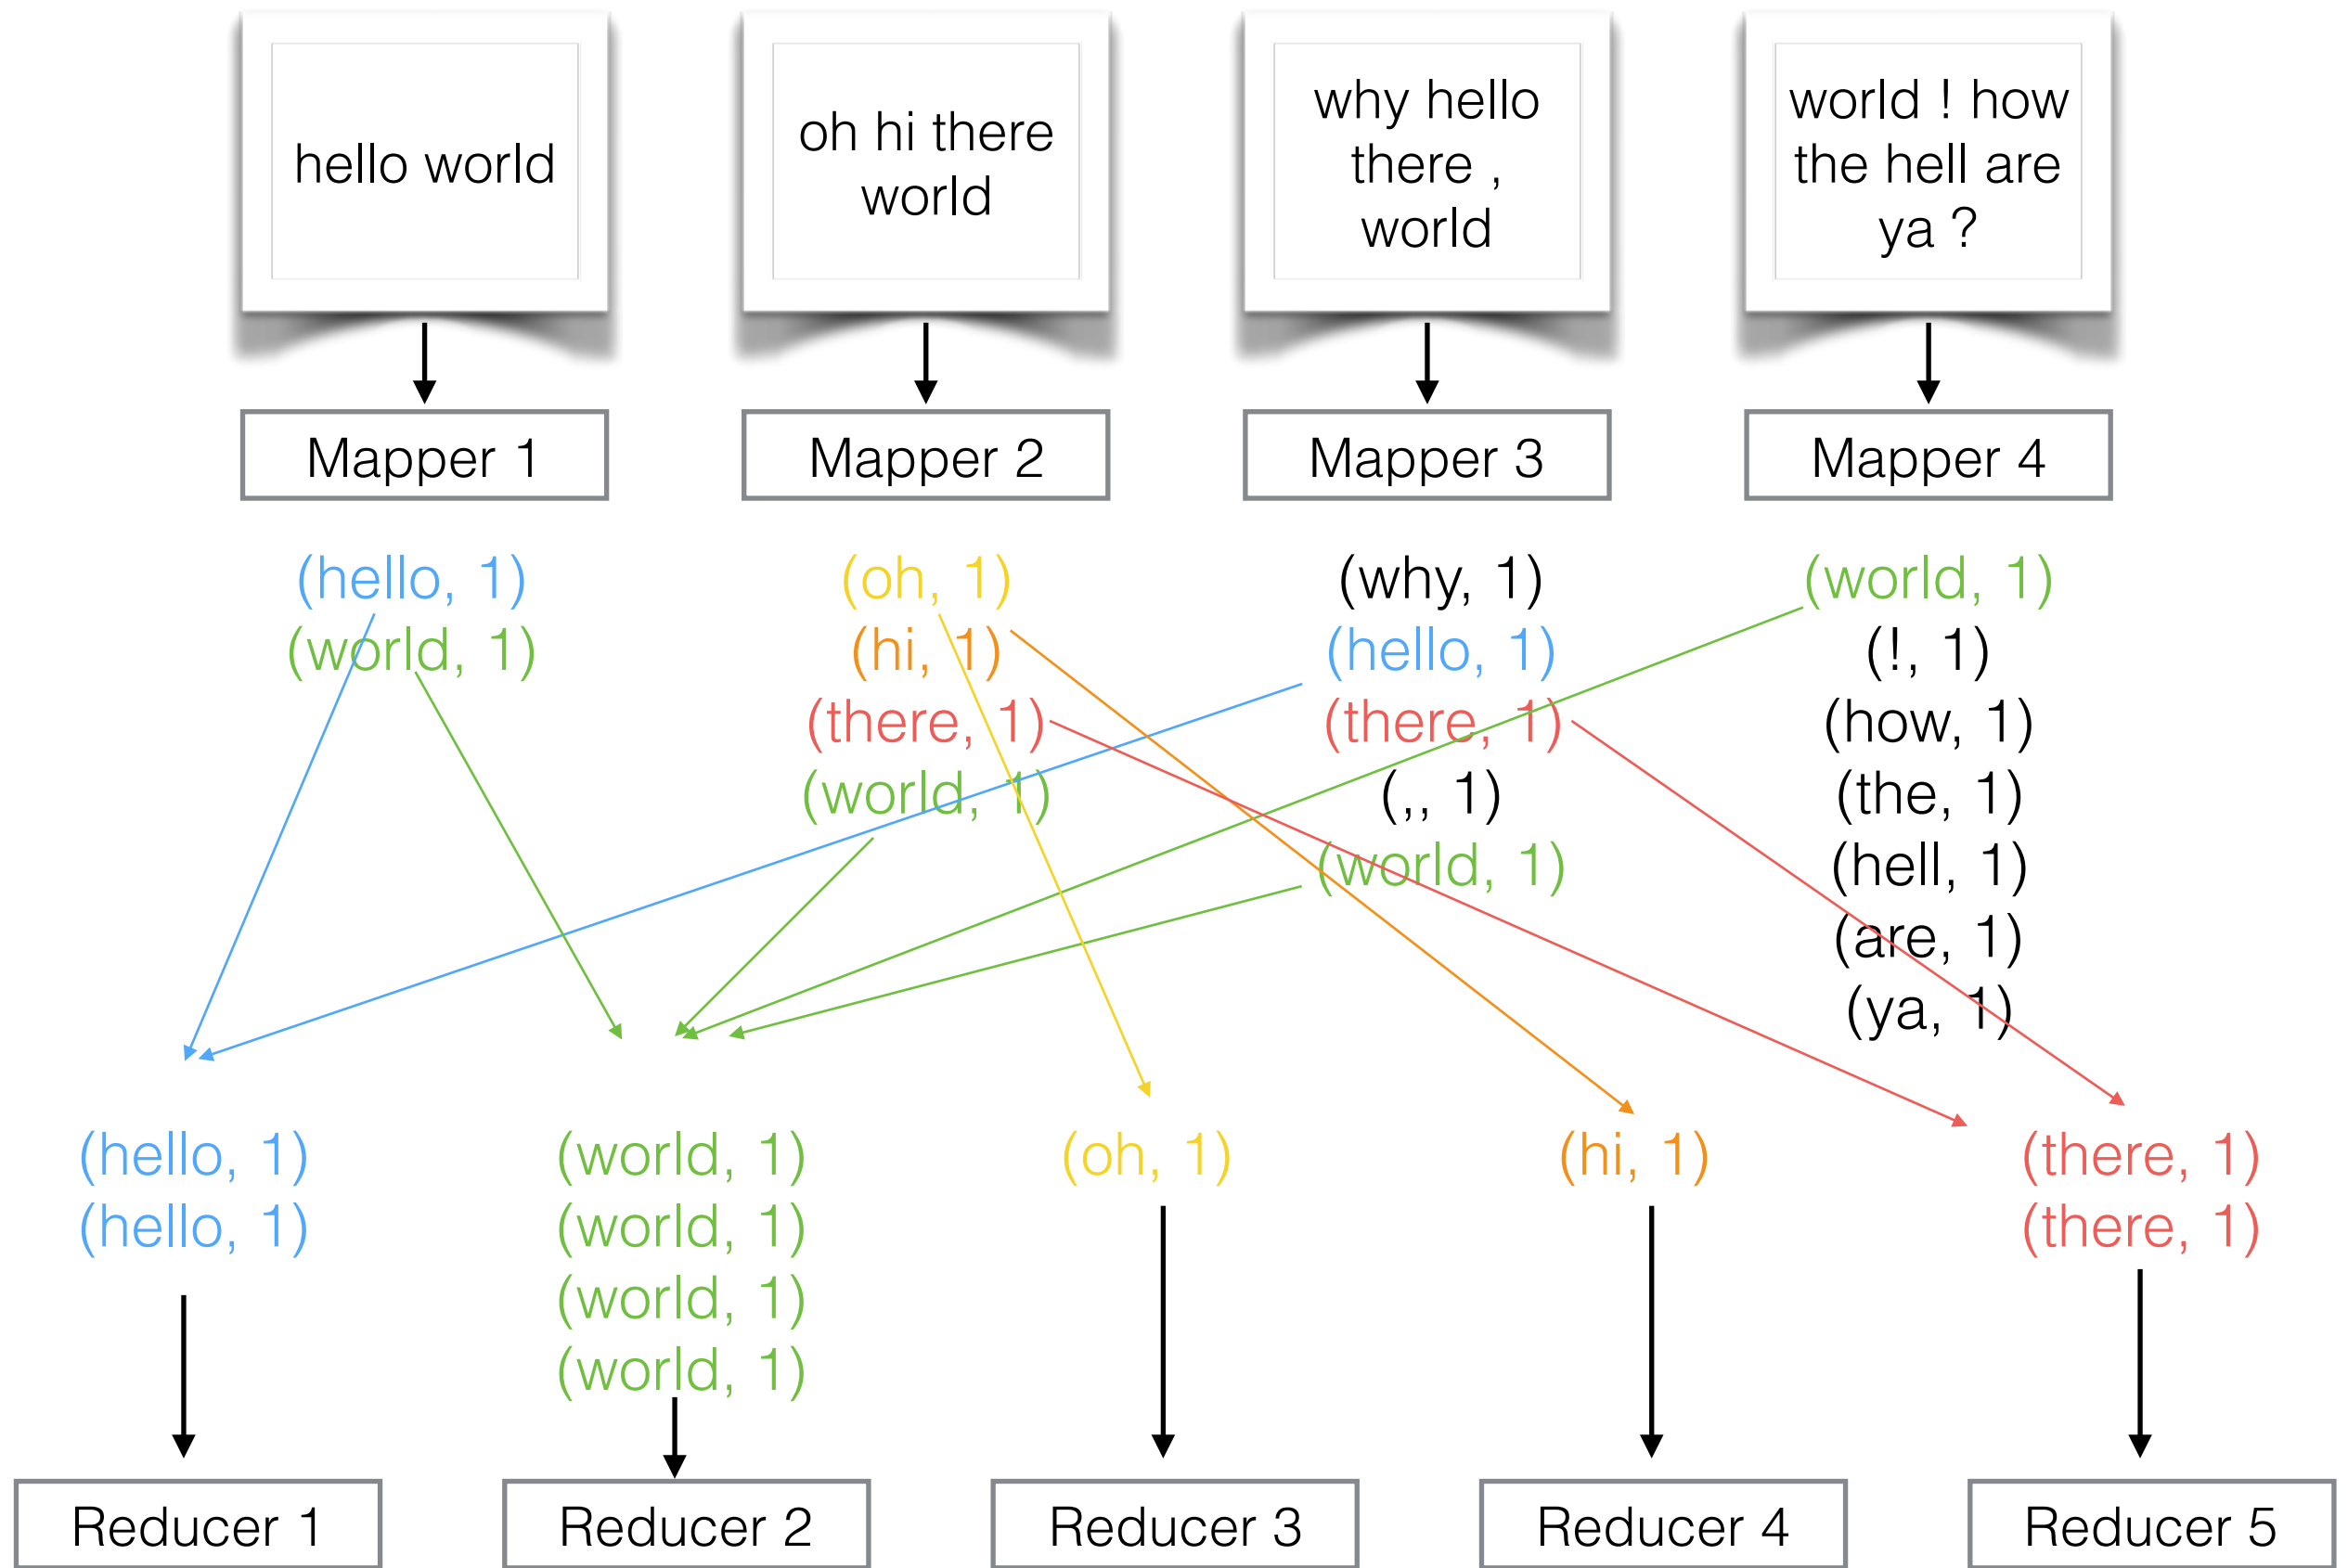 hello world
oh hi there
world
why hello
there ,
world
world ! how
the hell are
ya ?
Mapper 1
Mapper 2
Mapper 3
Mapper 4
(hello, 1)
(world, 1)
(oh, 1)
(hi, 1)
(there, 1)
(world, 1)
(why, 1)
(hello, 1)
(there, 1)
(,, 1)
(world, 1)
(world, 1)
(!, 1)
(how, 1)
(the, 1)
(hell, 1)
(are, 1)
(ya, 1)
(hello, 1)
(hello, 1)
(world, 1)
(world, 1)
(world, 1)
(world, 1)
(oh, 1)
(hi, 1)
(there, 1)
(there, 1)
Reducer 1
Reducer 2
Reducer 3
Reducer 4
Reducer 5